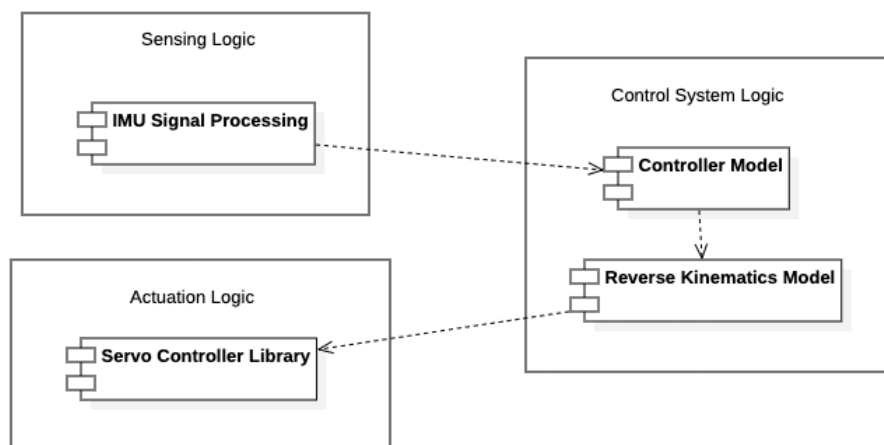 Sensing Logic
IMU Signal Processing
Control System Logic
Controller Model
Reverse Kinematics Model
Actuation Logic
Servo Controller Library